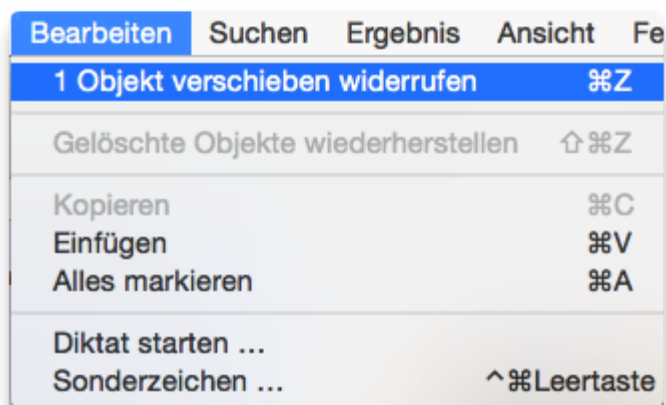 Bearbeiten Suchen Ergebnis Ansicht Fe
1 Objekt verschieben widerrufen ⌘Z
Gelöschte Objekte wiederherstellen ⇧⌘Z
Kopieren ⌘C
Einfügen ⌘V
Alles markieren ⌘A
Diktat starten …
Sonderzeichen … ^⌘Leertaste